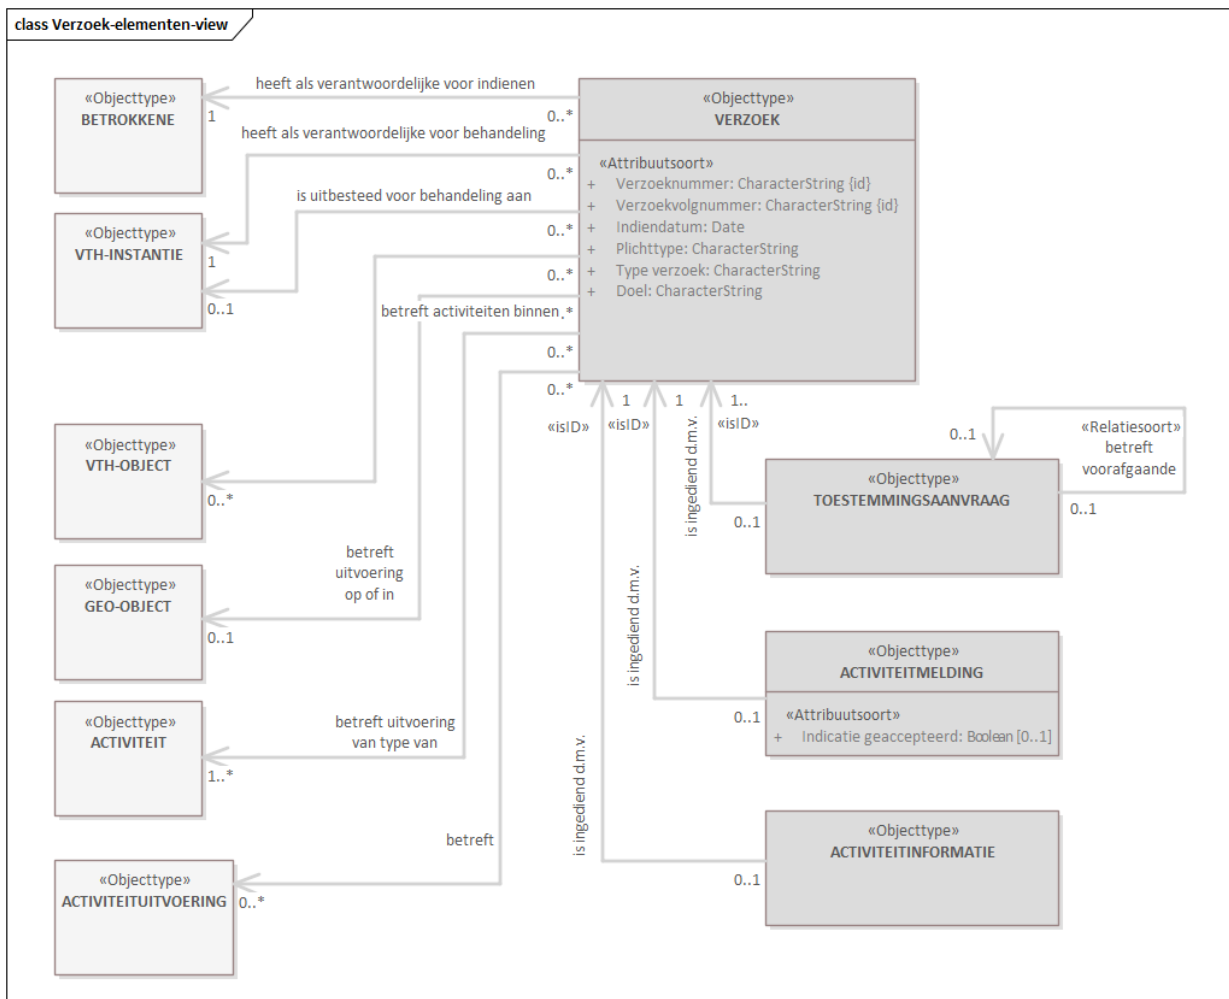 class Verzoek-elementen-view
«Objecttype»
BETROKKENE
heeft als verantwoordelijke voor indienen
1
0..*
«Objecttype»
VERZOEK
«Attribuutsoort»
+ Verzoeknummer: CharacterString {id}
+ Verzoekvolgnummer: CharacterString {id}
+ Indiendatum: Date
+ Plichttype: CharacterString
+ Type verzoek: CharacterString
+ Doel: CharacterString
heeft als verantwoordelijke voor behandeling
0..*
is uitbesteed voor behandeling aan
0..*
«Objecttype»
VTH-INSTANTIE
1
0..1
0..*
betreft activiteiten binnen
.*
0..*
0..*
1
1
1..
«isID»
«isID»
«isID»
«Objecttype»
VTH-OBJECT
0..*
0..1
«Relatiesoort»
betreft
voorafgaande
«Objecttype»
TOESTEMMINGSAANVRAAG
0..1
0..1
is ingediend d.m.v.
betreft
uitvoering
op of in
«Objecttype»
GEO-OBJECT
0..1
is ingediend d.m.v.
«Objecttype»
ACTIVITEITMELDING
«Attribuutsoort»
+ Indicatie geaccepteerd: Boolean [0..1]
0..1
«Objecttype»
ACTIVITEIT
betreft uitvoering
van type van
1..*
is ingediend d.m.v.
«Objecttype»
ACTIVITEITINFORMATIE
0..1
betreft
«Objecttype»
ACTIVITEITUITVOERING
0..*